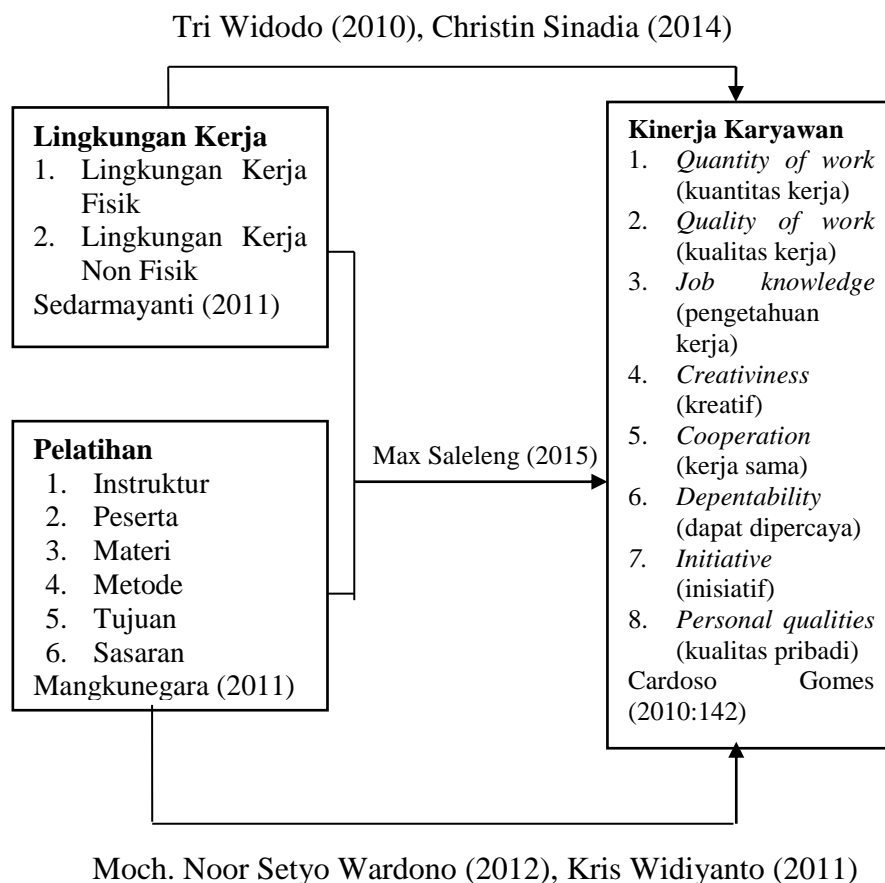 Tri Widodo (2010), Christin Sinadia (2014)
Lingkungan Kerja
1. Lingkungan Kerja
Fisik
2. Lingkungan Kerja
Non Fisik
Sedarmayanti (2011)
Pelatihan
1. Instruktur
2. Peserta
3. Materi
4. Metode
5. Tujuan
6. Sasaran
Mangkunegara (2011)
Max Saleleng (2015)
Kinerja Karyawan
1. Quantity of work
(kuantitas kerja)
2. Quality of work
(kualitas kerja)
3. Job knowledge
(pengetahuan
kerja)
4. Creativiness
(kreatif)
5. Cooperation
(kerja sama)
6. Depentability
(dapat dipercaya)
7. Initiative
(inisiatif)
8. Personal qualities
(kualitas pribadi)
Cardoso Gomes
(2010:142)
Moch. Noor Setyo Wardono (2012), Kris Widiyanto (2011)